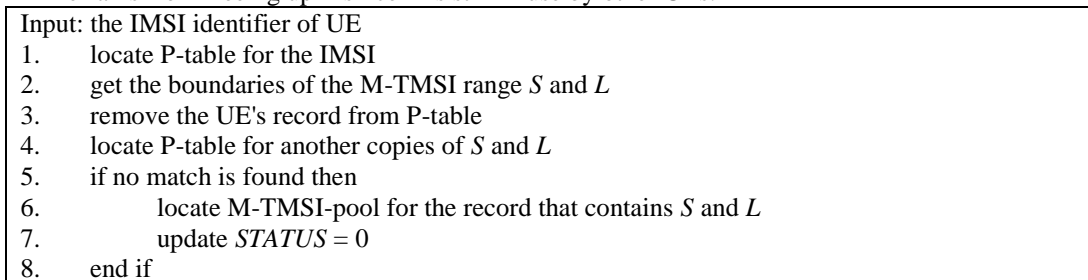 Input: the IMSI identifier of UE
1. locate P-table for the IMSI
2. get the boundaries of the M-TMSI range S and L
3. remove the UE's record from P-table
4. locate P-table for another copies of S and L
5. if no match is found then
6. locate M-TMSI-pool for the record that contains S and L
7. update STATUS = 0
8. end if